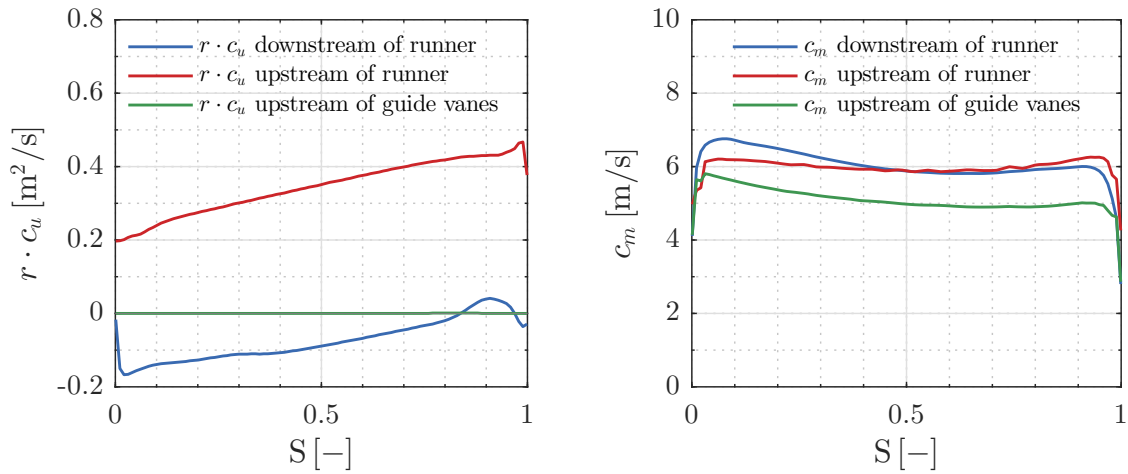 0.8
0.6
0.4
0.2
0
-0.2
r · c_u [m²/s]
r · c_u downstream of runner
r · c_u upstream of runner
r · c_u upstream of guide vanes
0
0.5
1
S [−]
10
8
6
4
2
0
c_m [m/s]
c_m downstream of runner
c_m upstream of runner
c_m upstream of guide vanes
0
0.5
1
S [−]